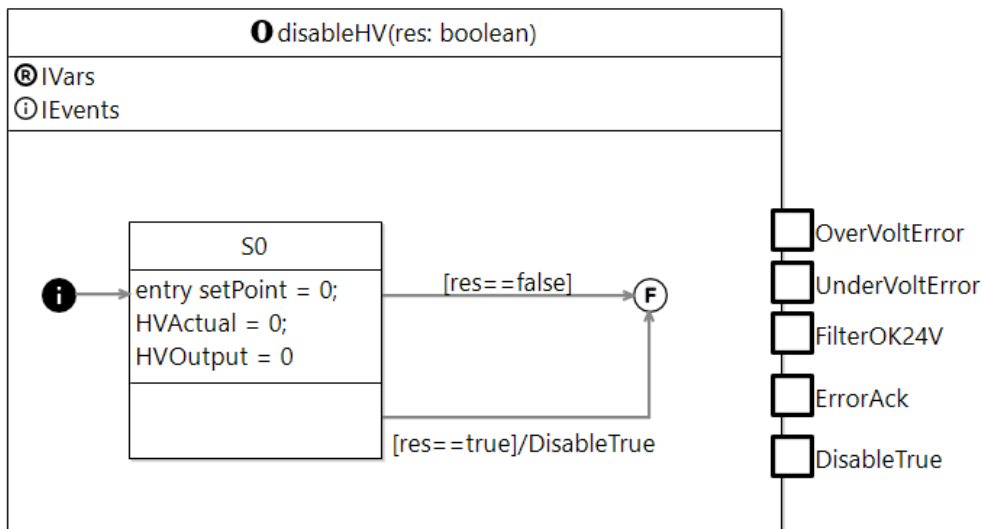 O disableHV(res: boolean)
R IVars
i IEvents
S0
entry setPoint = 0;
HVActual = 0;
HVOutput = 0
i
[res==false]
F
[res==true]/DisableTrue
OverVoltError
UnderVoltError
FilterOK24V
ErrorAck
DisableTrue